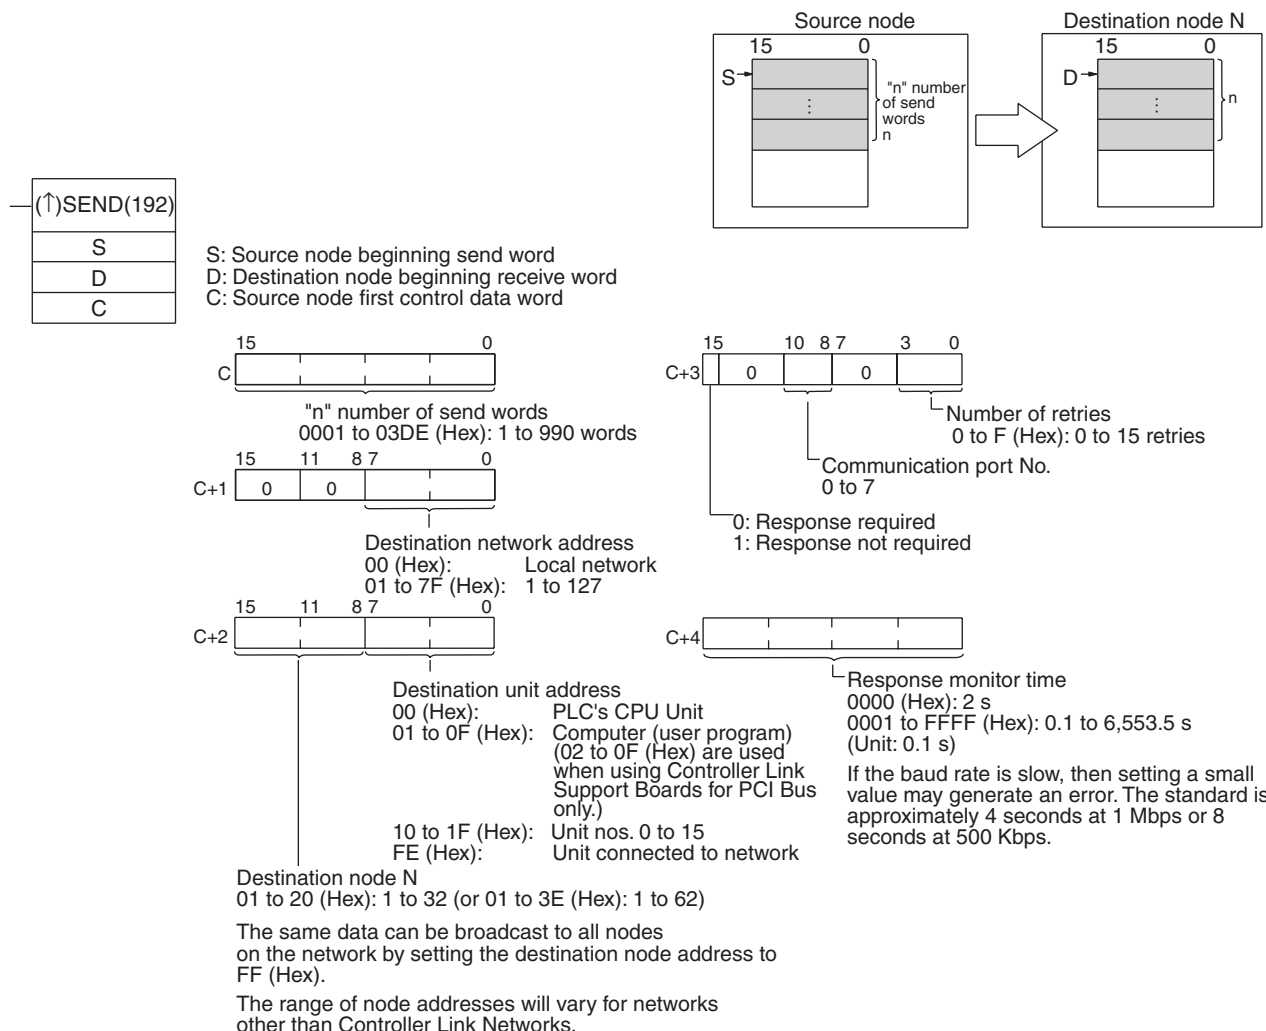 Source node
Destination node N
15 0
15 0
S
"n" number
of send
words
n
D
n
(↑)SEND(192)
S
D
C
S: Source node beginning send word
D: Destination node beginning receive word
C: Source node first control data word
15 0
C
"n" number of send words
0001 to 03DE (Hex): 1 to 990 words
15 11 8 7 0
C+1 0 0
Destination network address
00 (Hex): Local network
01 to 7F (Hex): 1 to 127
15 11 8 7 0
C+2
Destination unit address
00 (Hex): PLC's CPU Unit
01 to 0F (Hex): Computer (user program)
(02 to 0F (Hex) are used
when using Controller Link
Support Boards for PCI Bus
only.)
10 to 1F (Hex): Unit nos. 0 to 15
FE (Hex): Unit connected to network
Destination node N
01 to 20 (Hex): 1 to 32 (or 01 to 3E (Hex): 1 to 62)
The same data can be broadcast to all nodes
on the network by setting the destination node address to
FF (Hex).
The range of node addresses will vary for networks
other than Controller Link Networks.
15 10 8 7 3 0
C+3 0 0
Number of retries
0 to F (Hex): 0 to 15 retries
Communication port No.
0 to 7
0: Response required
1: Response not required
C+4
Response monitor time
0000 (Hex): 2 s
0001 to FFFF (Hex): 0.1 to 6,553.5 s
(Unit: 0.1 s)
If the baud rate is slow, then setting a small
value may generate an error. The standard is
approximately 4 seconds at 1 Mbps or 8
seconds at 500 Kbps.